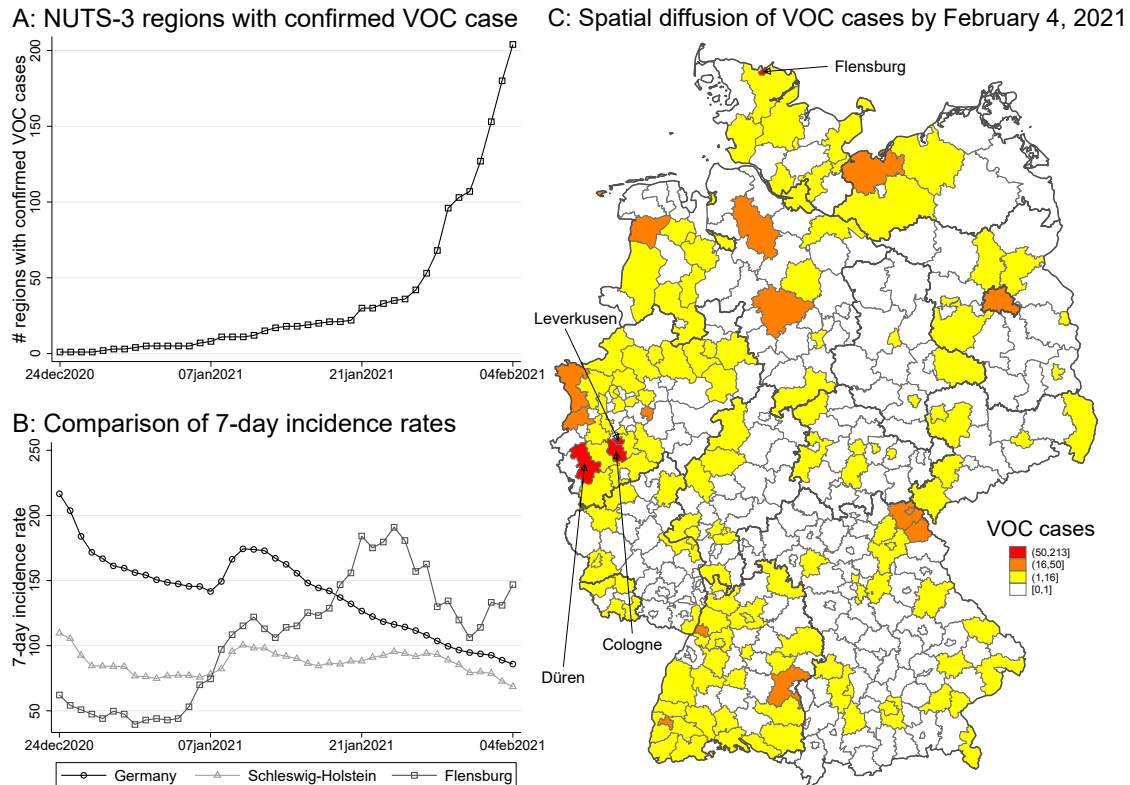 A: NUTS-3 regions with confirmed VOC case
# regions with confirmed VOC cases
200
150
100
50
0
24dec2020 07jan2021 21jan2021 04feb2021
B: Comparison of 7-day incidence rates
7-day incidence rate
250
200
150
100
50
24dec2020 07jan2021 21jan2021 04feb2021
Germany Schleswig-Holstein Flensburg
C: Spatial diffusion of VOC cases by February 4, 2021
Flensburg
Leverkusen
Cologne
Düren
VOC cases
(50,213]
(16,50]
(1,16]
[0,1]